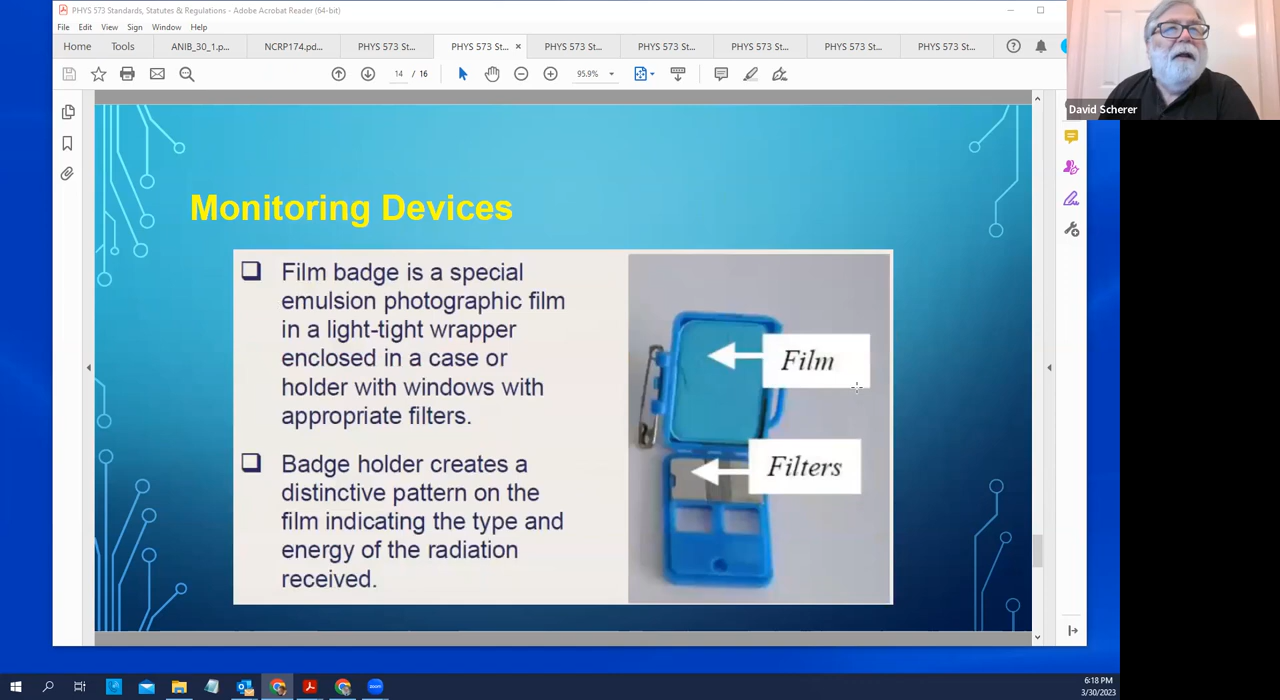 PHYS 573 Standards, Statutes & Regulations - Adobe Acrobat Reader (64-bit)
File Edit View Sign Window Help
Home Tools ANIB_30_1.p... NCRP174.pd... PHYS 573 St... PHYS 573 St... × PHYS 573 St... PHYS 573 St... PHYS 573 St... PHYS 573 St... PHYS 573 St...
14 / 16 95.9%
David Scherer
Monitoring Devices
Film badge is a special
emulsion photographic film
in a light-tight wrapper
enclosed in a case or
holder with windows with
appropriate filters.
Badge holder creates a
distinctive pattern on the
film indicating the type and
energy of the radiation
received.
Film
Filters
zoom
6:18 PM
3/30/2023